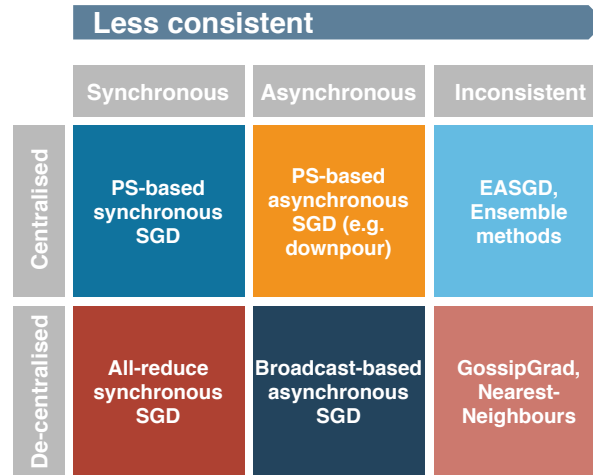 Less consistent
Synchronous
Asynchronous
Inconsistent
Centralised
PS-based
synchronous
SGD
PS-based
asynchronous
SGD (e.g.
downpour)
EASGD,
Ensemble
methods
De-centralised
All-reduce
synchronous
SGD
Broadcast-based
asynchronous
SGD
GossipGrad,
Nearest-
Neighbours